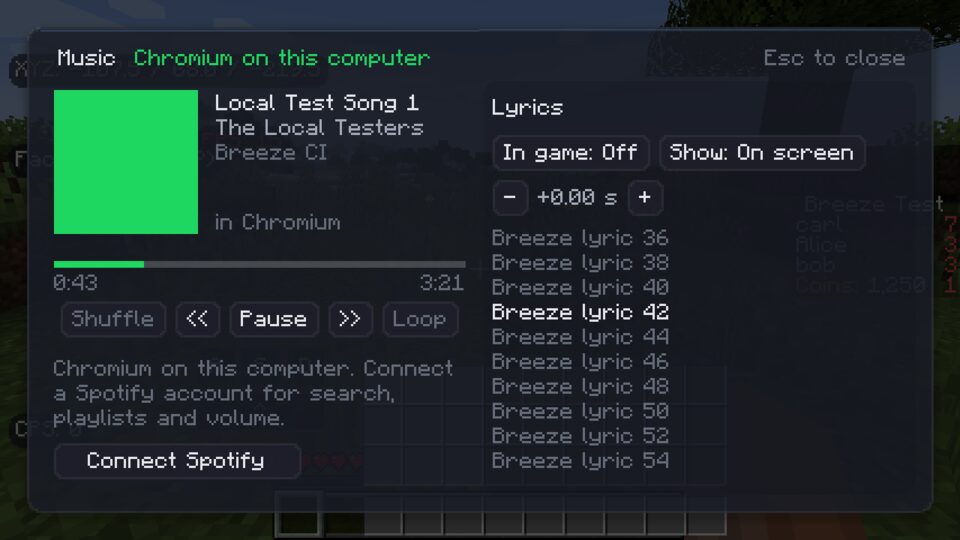 Music Chromium on this computer
Esc to close
Local Test Song 1
The Local Testers
Breeze CI
in Chromium
0:43
3:21
Shuffle
<<
Pause
>>
Loop
Chromium on this computer. Connect
a Spotify account for search,
playlists and volume.
Connect Spotify
Lyrics
In game: Off
Show: On screen
- +0.00 s +
Breeze lyric 36
Breeze lyric 38
Breeze lyric 40
Breeze lyric 42
Breeze lyric 44
Breeze lyric 46
Breeze lyric 48
Breeze lyric 50
Breeze lyric 52
Breeze lyric 54
Breeze Test
carl 7
Alice 3
bob 3
Coins: 1,250 1